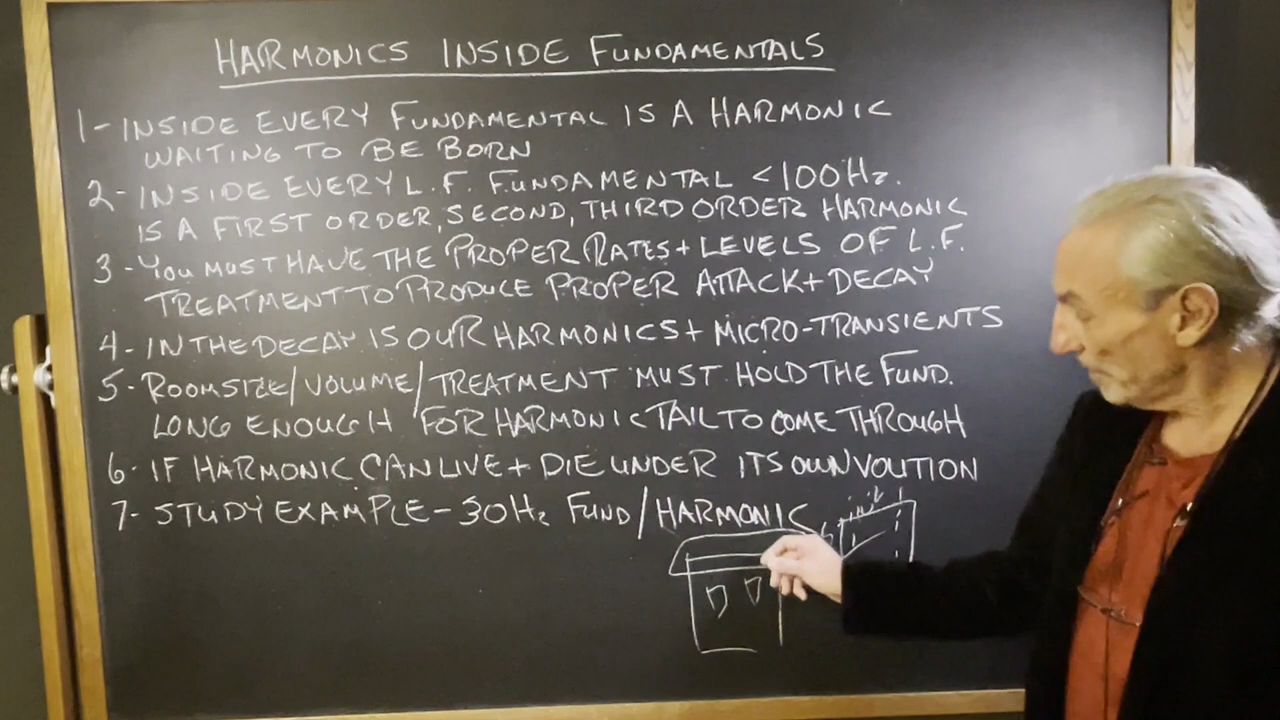 HARMONICS INSIDE FUNDAMENTALS
1- INSIDE EVERY FUNDAMENTAL IS A HARMONIC
WAITING TO BE BORN
2- INSIDE EVERY L.F. FUNDAMENTAL <100Hz.
IS A FIRST ORDER, SECOND, THIRD ORDER HARMONIC
3- YOU MUST HAVE THE PROPER RATES + LEVELS OF L.F.
TREATMENT TO PRODUCE PROPER ATTACK + DECAY
4- IN THE DECAY IS OUR HARMONICS + MICRO-TRANSIENTS
5- ROOM SIZE/VOLUME/TREATMENT MUST HOLD THE FUND.
LONG ENOUGH FOR HARMONIC TAIL TO COME THROUGH
6- IF HARMONIC CAN LIVE + DIE UNDER ITS OWN VOUTION
7- STUDY EXAMPLE - 30Hz FUND/HARMONIC